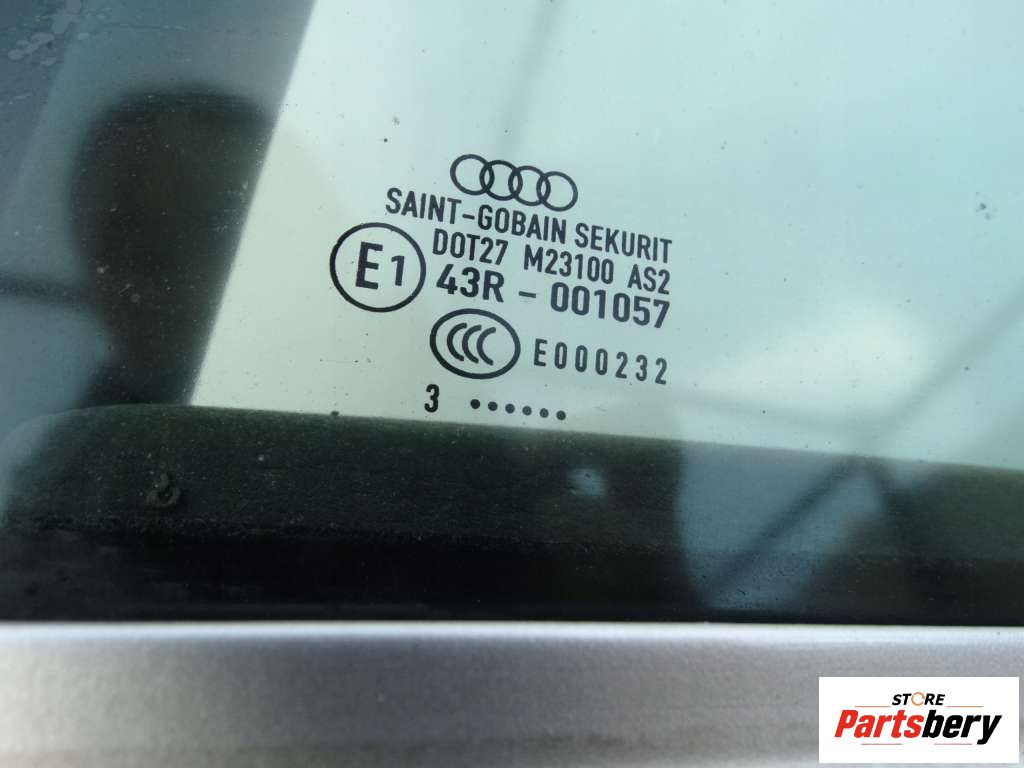 SAINT-GOBAIN SEKURIT
DOT27 M23100 AS2
E1 43R - 001057
CCC E000232
3 ••••••
STORE
Partsbery